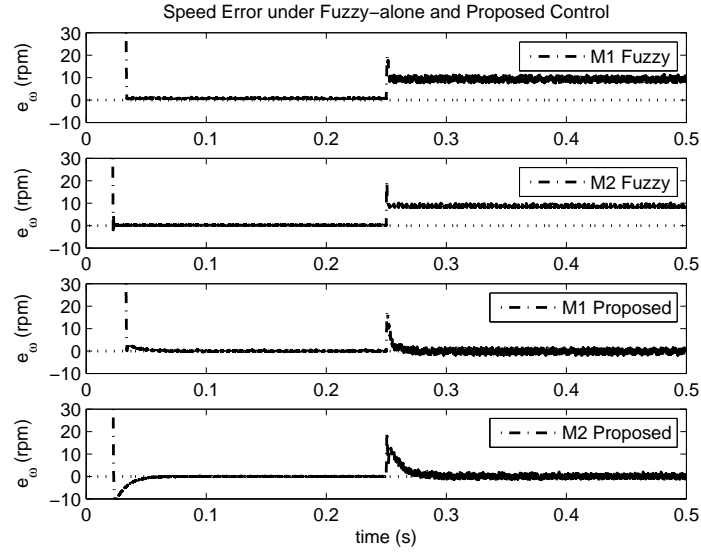 Speed Error under Fuzzy−alone and Proposed Control
30
20
10
0
−10
e_ω (rpm)
M1 Fuzzy
0 0.1 0.2 0.3 0.4 0.5
30
20
10
0
−10
e_ω (rpm)
M2 Fuzzy
0 0.1 0.2 0.3 0.4 0.5
30
20
10
0
−10
e_ω (rpm)
M1 Proposed
0 0.1 0.2 0.3 0.4 0.5
30
20
10
0
−10
e_ω (rpm)
M2 Proposed
0 0.1 0.2 0.3 0.4 0.5
time (s)